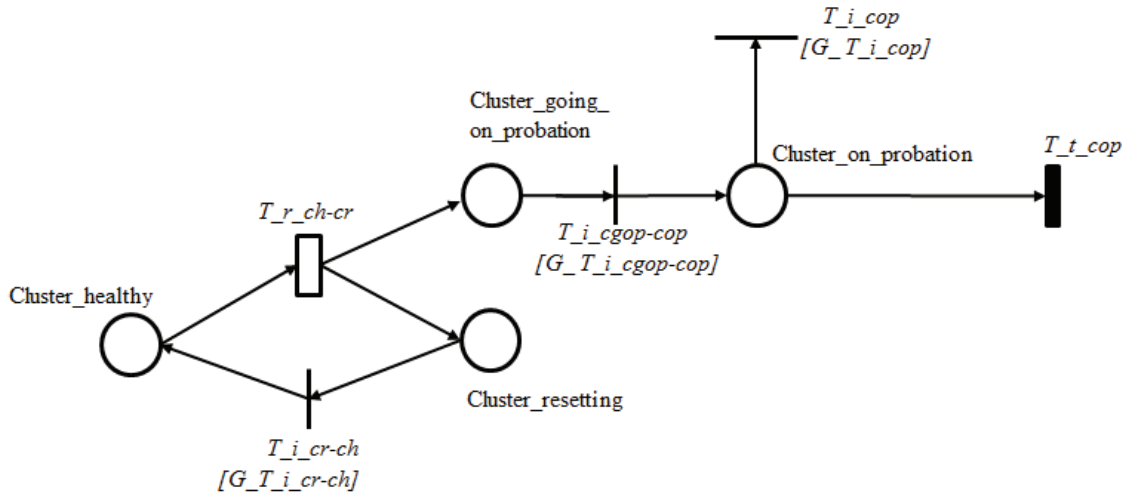 T_i_cop
[G_T_i_cop]
Cluster_going_
on_probation
Cluster_on_probation
T_t_cop
T_r_ch-cr
T_i_cgop-cop
[G_T_i_cgop-cop]
Cluster_healthy
Cluster_resetting
T_i_cr-ch
[G_T_i_cr-ch]